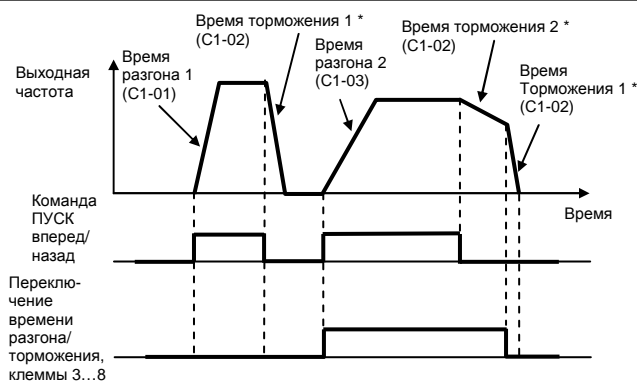 Время торможения 1 *
(C1-02)
Время торможения 2 *
(C1-02)
Время
разгона 1
(C1-01)
Время
разгона 2
(C1-03)
Время
Торможения 1 *
(C1-02)
Выходная
частота
Время
Команда
ПУСК
вперед/
назад
Переклю-
чение
времени
разгона/
торможения,
клеммы 3...8